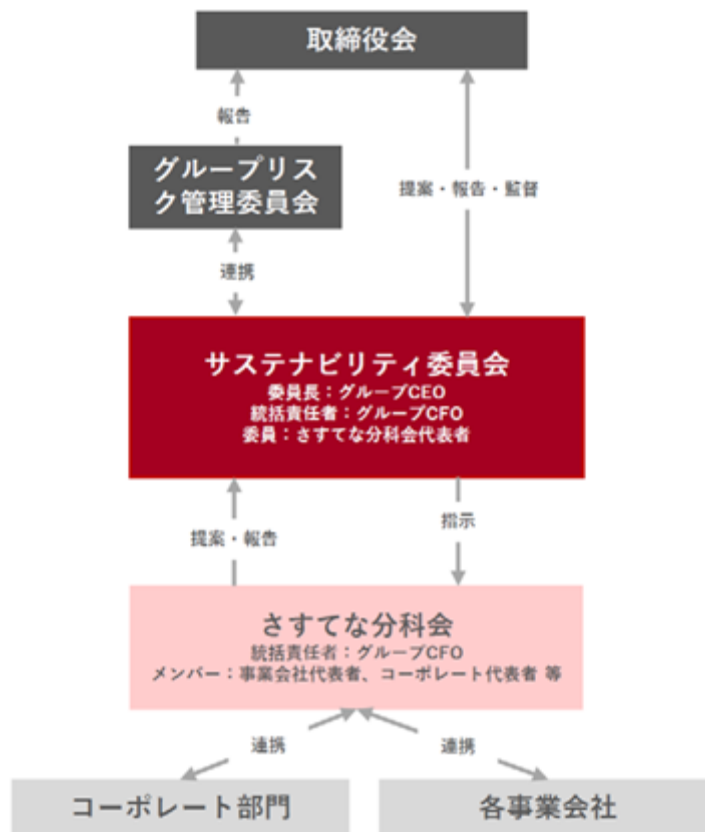 取締役会
報告
グループリス
ク管理委員会
提案・報告・監督
連携
サステナビリティ委員会
委員長：グループCEO
統括責任者：グループCFO
委員：さすてな分科会代表者
提案・報告
指示
さすてな分科会
統括責任者：グループCFO
メンバー：事業会社代表者、コーポレート代表者 等
連携
連携
コーポレート部門
各事業会社